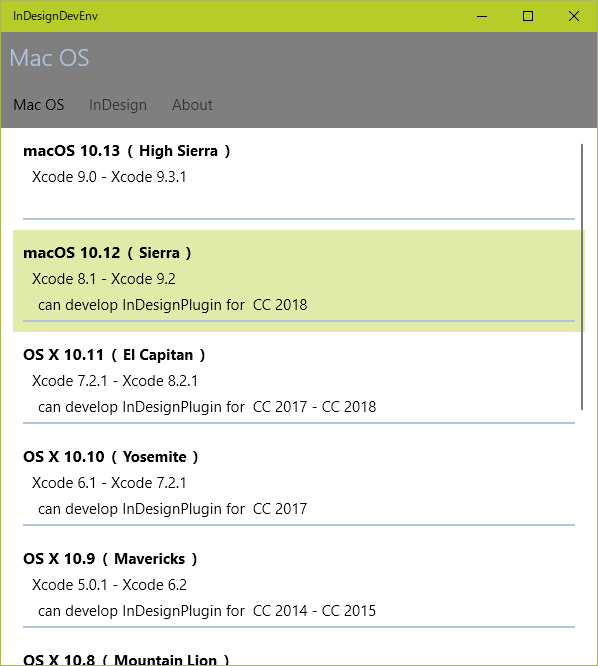 InDesignDevEnv
Mac OS
Mac OS InDesign About
macOS 10.13 ( High Sierra )
Xcode 9.0 - Xcode 9.3.1
macOS 10.12 ( Sierra )
Xcode 8.1 - Xcode 9.2
can develop InDesignPlugin for CC 2018
OS X 10.11 ( El Capitan )
Xcode 7.2.1 - Xcode 8.2.1
can develop InDesignPlugin for CC 2017 - CC 2018
OS X 10.10 ( Yosemite )
Xcode 6.1 - Xcode 7.2.1
can develop InDesignPlugin for CC 2017
OS X 10.9 ( Mavericks )
Xcode 5.0.1 - Xcode 6.2
can develop InDesignPlugin for CC 2014 - CC 2015
OS X 10.8 ( Mountain Lion )